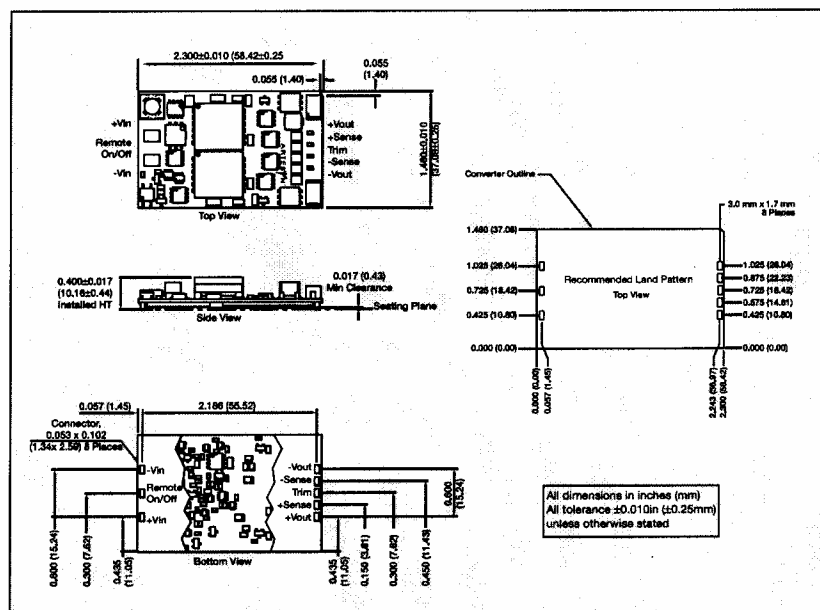 2.300±0.010 (58.42±0.25
0.055 (1.40)
0.055
(1.40)
+Vin
Remote
On/Off
-Vin
+Vout
+Sense
Trim
-Sense
-Vout
1.460±0.010
(37.08±0.25)
Top View
0.400±0.017
(10.16±0.44)
Installed HT
0.017 (0.43)
Min Clearance
Seating Plane
Side View
Converter Outline
3.0 mm x 1.7 mm
8 Places
1.460 (37.08)
1.025 (26.04)
0.725 (18.42)
0.425 (10.80)
0.000 (0.00)
Recommended Land Pattern
Top View
1.025 (26.04)
0.875 (22.23)
0.725 (18.42)
0.575 (14.61)
0.425 (10.80)
0.000 (0.00)
0.000 (0.00)
0.057 (1.45)
2.243 (56.97)
2.300 (58.42)
0.057 (1.45)
2.186 (55.52)
Connector,
0.053 x 0.102
(1.34x 2.59) 8 Places
-Vin
Remote
On/Off
+Vin
-Vout
-Sense
Trim
+Sense
+Vout
0.600
(15.24)
0.600 (15.24)
0.300 (7.62)
0.435
(11.05)
Bottom View
0.435
(11.05)
0.150 (3.81)
0.300 (7.62)
0.450 (11.43)
All dimensions in inches (mm)
All tolerance ±0.010in (±0.25mm)
unless otherwise stated